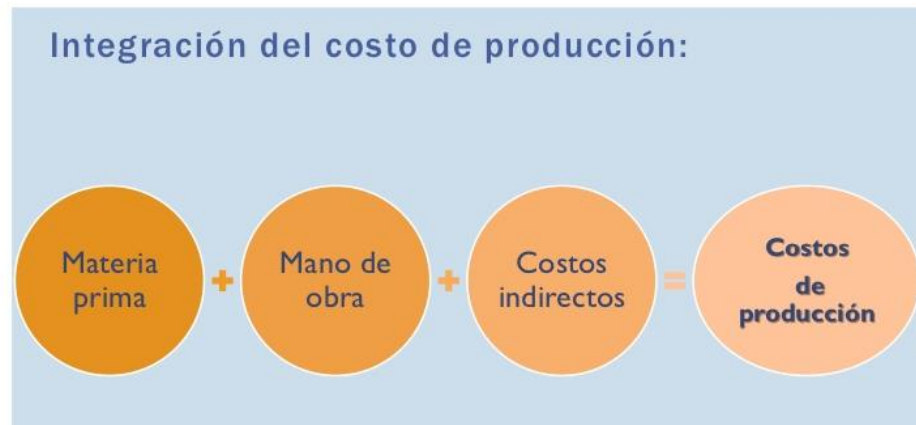 Integración del costo de producción:
Materia
prima
+
Mano de
obra
+
Costos
indirectos
=
Costos
de
producción